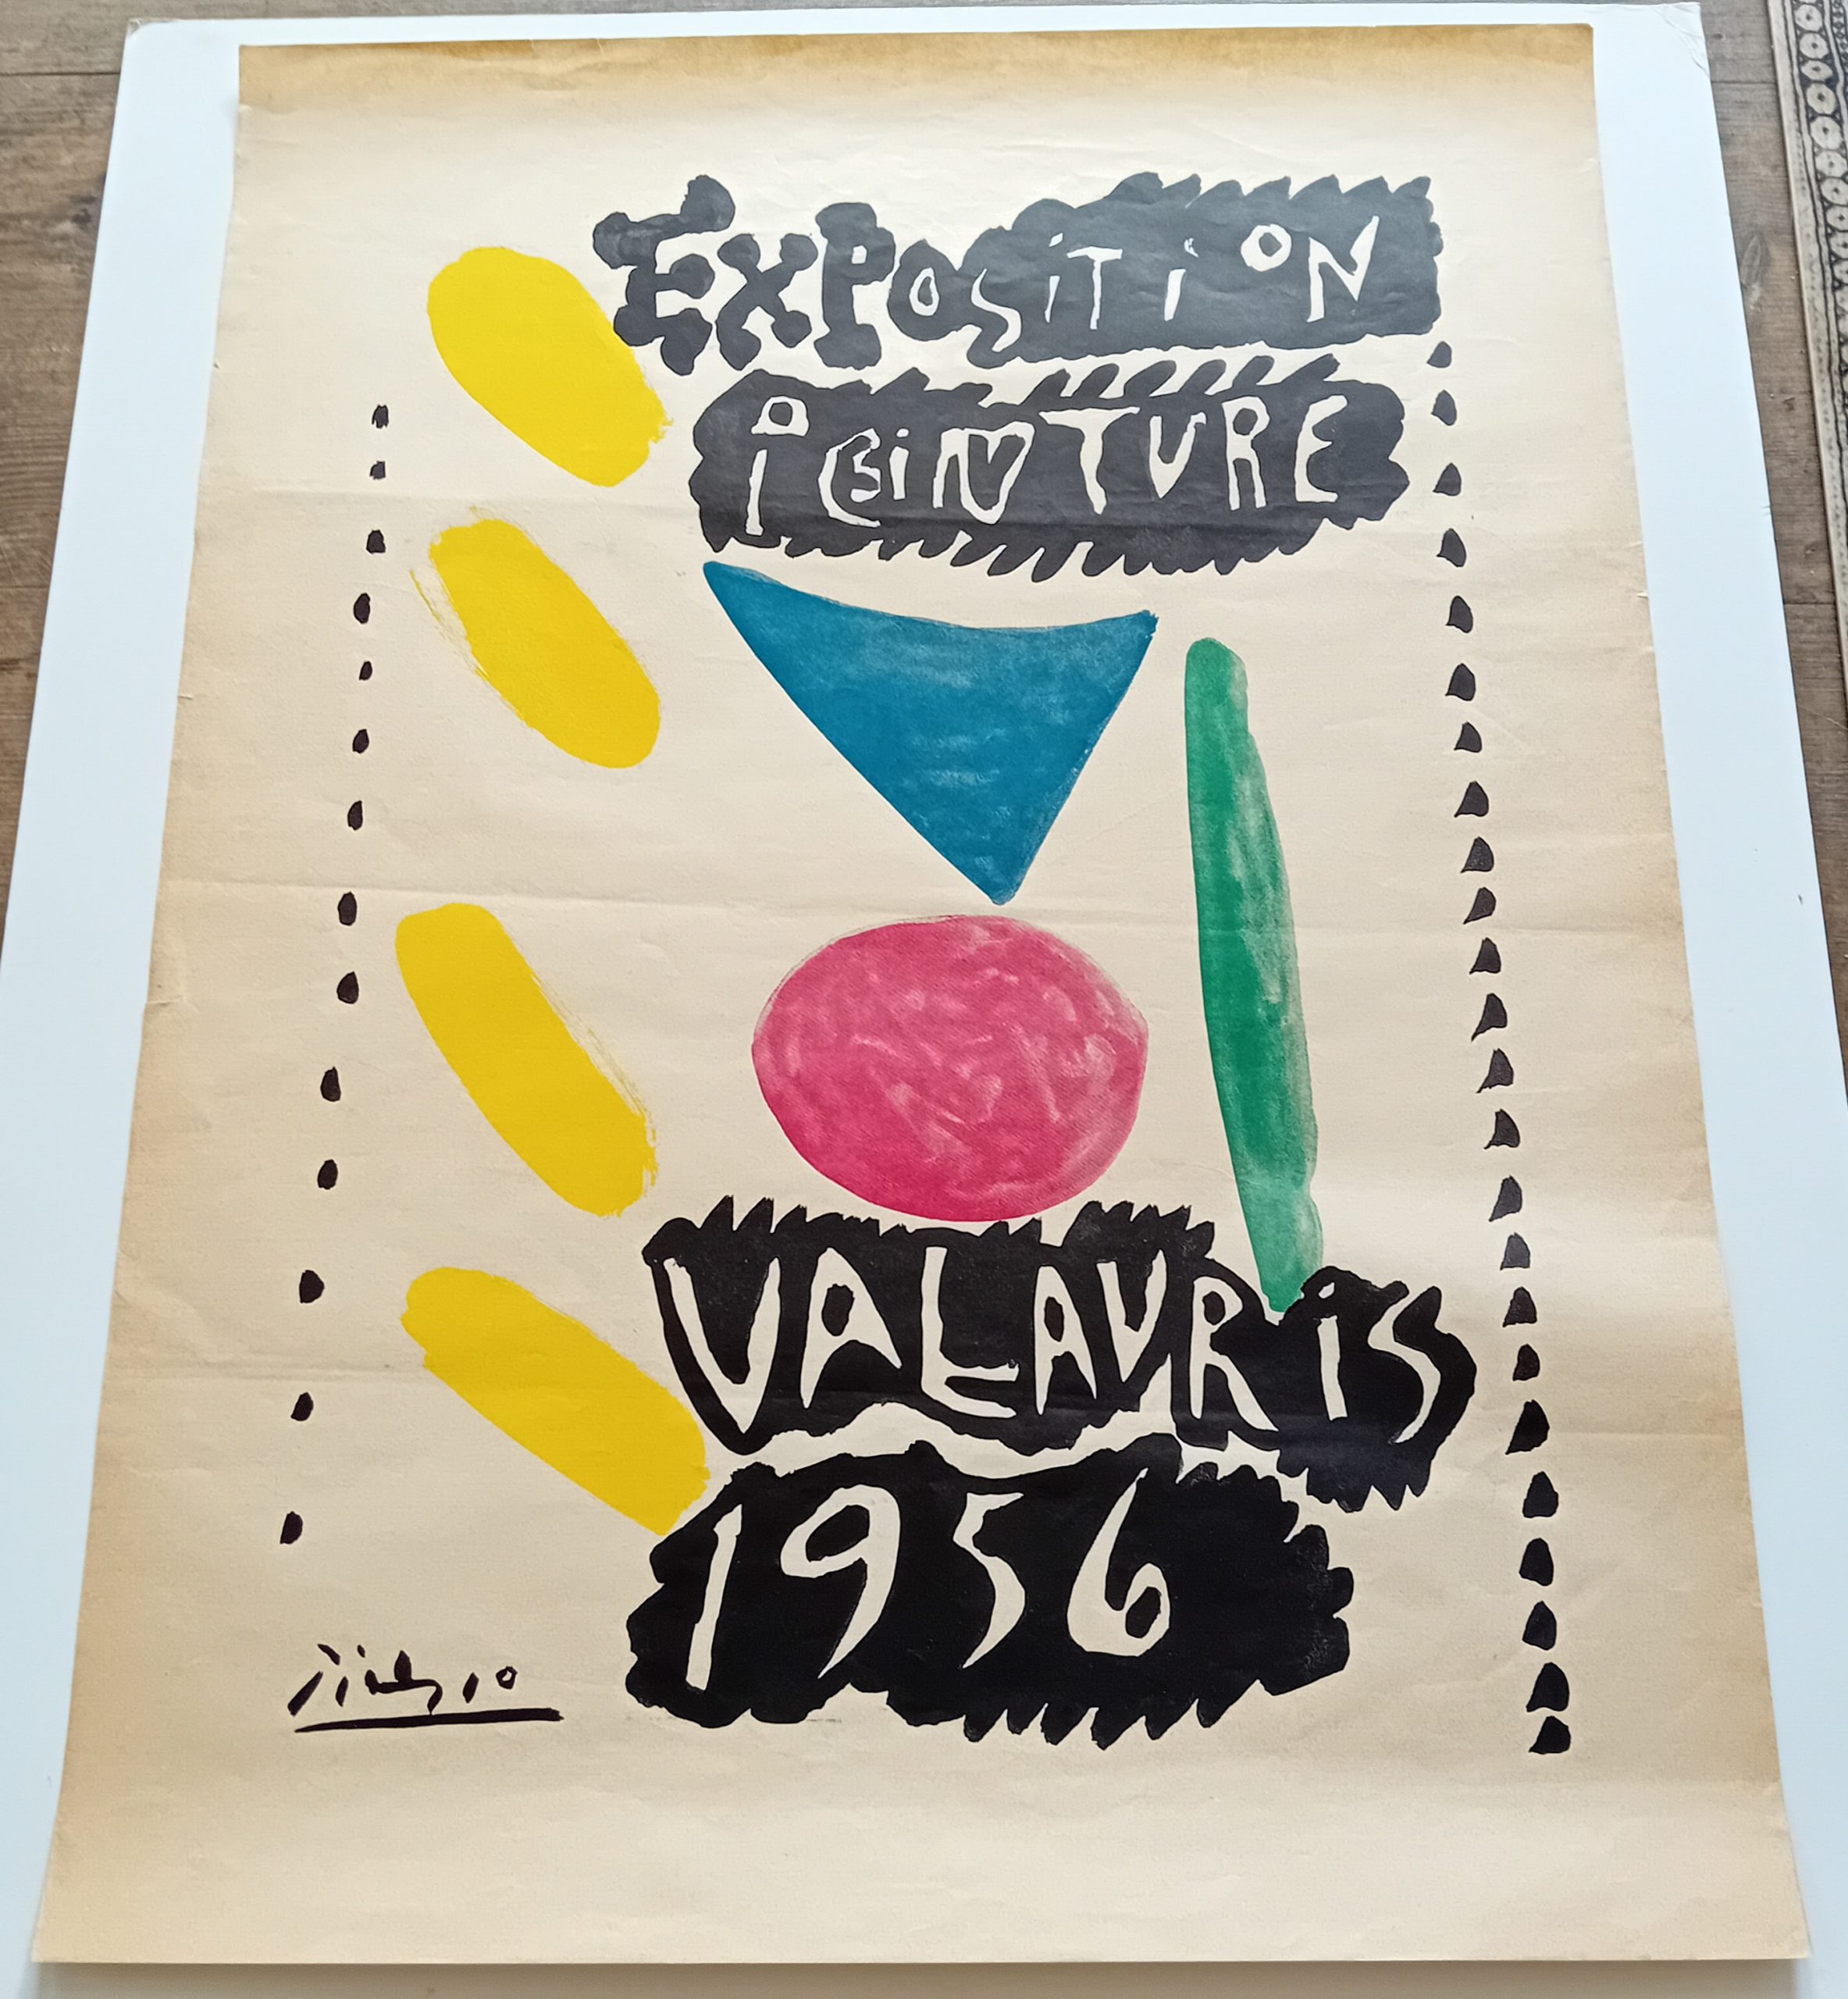 EXPOSiTiON
PEiNTURE
VALAURiS
1956
Picasso